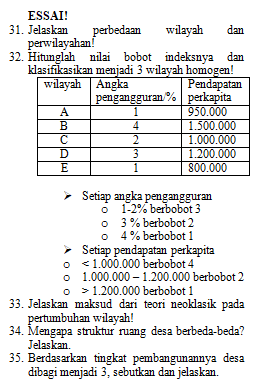 ESSAI!
31. Jelaskan perbedaan wilayah dan
perwilayahan!
32. Hitunglah nilai bobot indeksnya dan
klasifikasikan menjadi 3 wilayah homogen!
wilayah Angka Pendapatan
pengangguran/% perkapita
A 1 950.000
B 4 1.500.000
C 2 1.000.000
D 3 1.200.000
E 1 800.000
➤ Setiap angka pengangguran
o 1-2% berbobot 3
o 3 % berbobot 2
o 4 % berbobot 1
➤ Setiap pendapatan perkapita
o < 1.000.000 berbobot 4
o 1.000.000 – 1.200.000 berbobot 2
o > 1.200.000 berbobot 1
33. Jelaskan maksud dari teori neoklasik pada
pertumbuhan wilayah!
34. Mengapa struktur ruang desa berbeda-beda?
Jelaskan.
35. Berdasarkan tingkat pembangunannya desa
dibagi menjadi 3, sebutkan dan jelaskan.